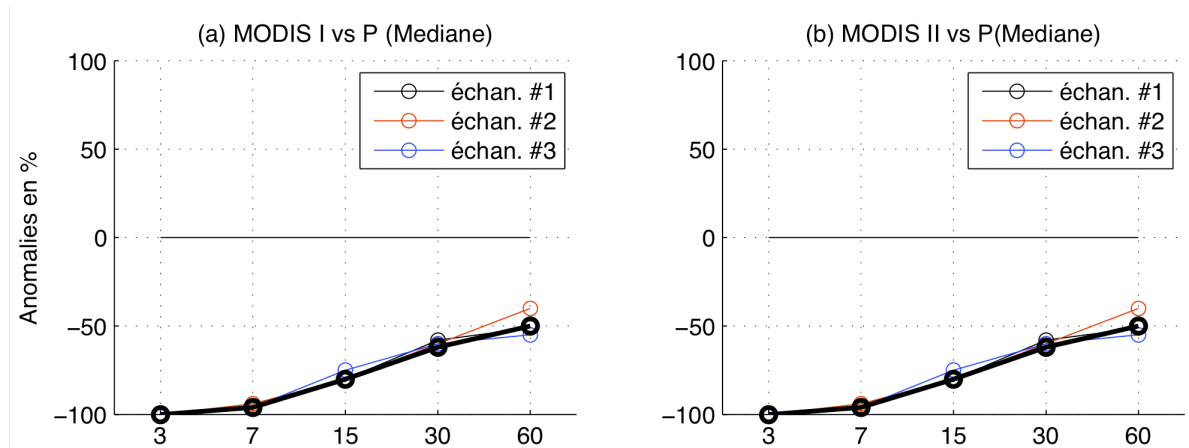 (a) MODIS I vs P (Mediane)
100
50
0
−50
−100
Anomalies en %
échan. #1
échan. #2
échan. #3
3 7 15 30 60
(b) MODIS II vs P(Mediane)
100
50
0
−50
−100
échan. #1
échan. #2
échan. #3
3 7 15 30 60